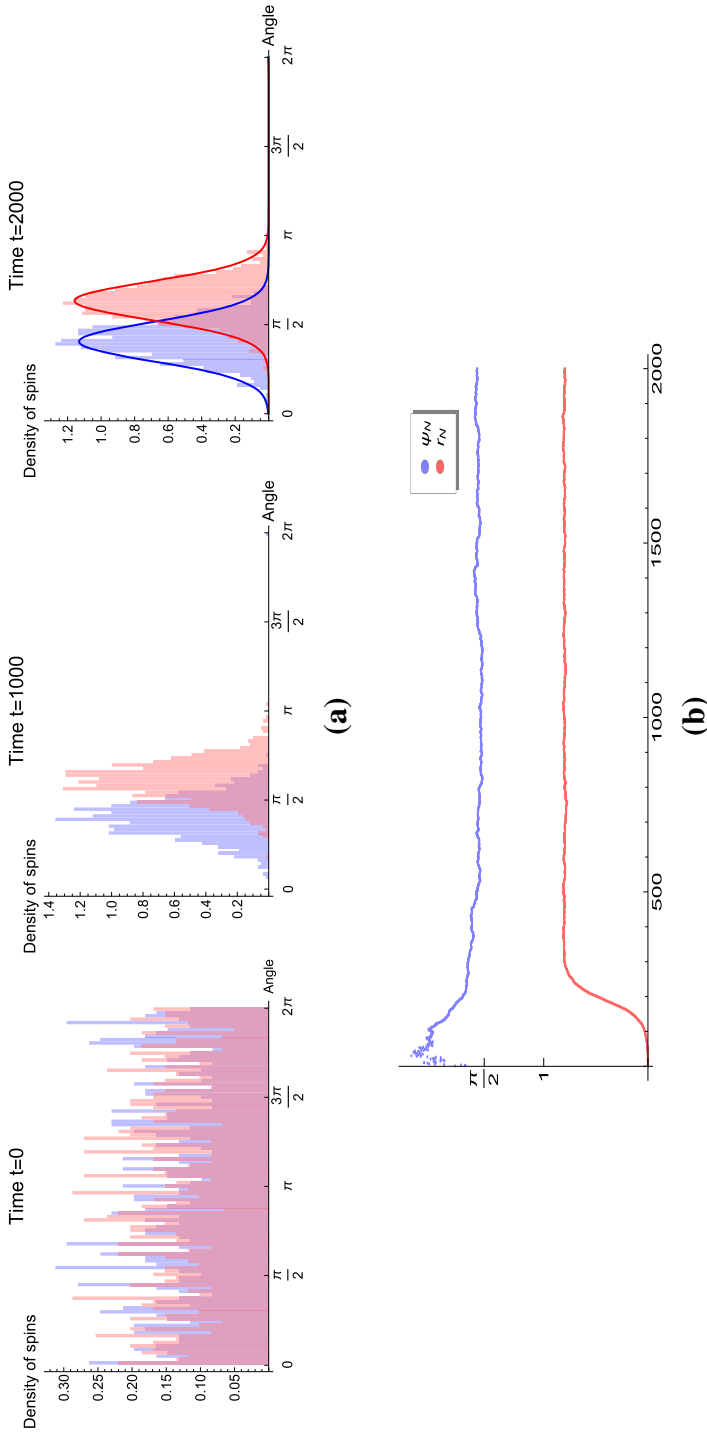 Time t=0
Density of spins
0.30
0.25
0.20
0.15
0.10
0.05
0
π/2
π
3π/2
2π
Angle
Time t=1000
Density of spins
1.4
1.2
1.0
0.8
0.6
0.4
0.2
0
π/2
π
3π/2
2π
Angle
Time t=2000
Density of spins
1.2
1.0
0.8
0.6
0.4
0.2
0
π/2
π
3π/2
2π
Angle
(a)
ψN
rN
π/2
1
500
1000
1500
2000
(b)